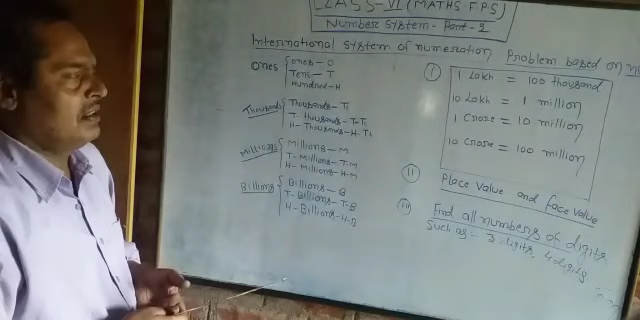 CLASS-VI (MATHS: F.P.S)
Number System- Part-2
International system of numeration
Ones
Ones - O
Tens - T
Hundred - H
Thousands
Thousands - Th
T- thousands - T-Th
H- Thousands - H-Th
Millions
Millions - M
T- Millions - T-M
H- Millions - H-M
Billions
Billions - B
T- Billions - T-B
H- Billions - H-B
Problem based on
I
1 Lakh = 100 thousand
10 Lakh = 1 million
1 Crore = 10 million
10 Crore = 100 million
II
Place Value and face value
III
Find all numbers of digits
such as - 3 digits, 4 digits